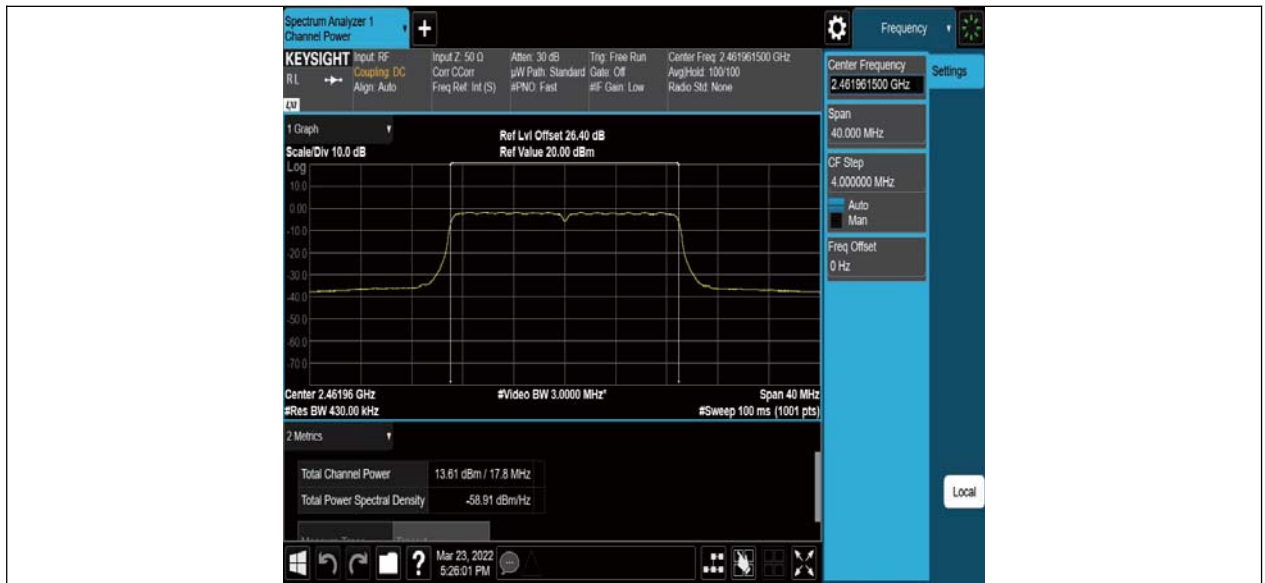 Spectrum Analyzer 1
Channel Power
+
Frequency
KEYSIGHT
RL
LXI
Input: RF
Coupling: DC
Align: Auto
Input Z: 50 Ω
Corr CCorr
Freq Ref: Int (S)
Atten: 30 dB
µW Path: Standard
#PNO: Fast
Trig: Free Run
Gate: Off
#IF Gain: Low
Center Freq: 2.461961500 GHz
Avg|Hold: 100/100
Radio Std: None
Center Frequency
2.461961500 GHz
Settings
Span
40.000 MHz
CF Step
4.000000 MHz
Auto
Man
Freq Offset
0 Hz
Local
1 Graph
Scale/Div 10.0 dB
Ref Lvl Offset 26.40 dB
Ref Value 20.00 dBm
Log
10.0
0.00
-10.0
-20.0
-30.0
-40.0
-50.0
-60.0
-70.0
Center 2.46196 GHz
#Video BW 3.0000 MHz*
Span 40 MHz
#Res BW 430.00 kHz
#Sweep 100 ms (1001 pts)
2 Metrics
Total Channel Power 13.61 dBm / 17.8 MHz
Total Power Spectral Density -58.91 dBm/Hz
?
Mar 23, 2022
5:26:01 PM